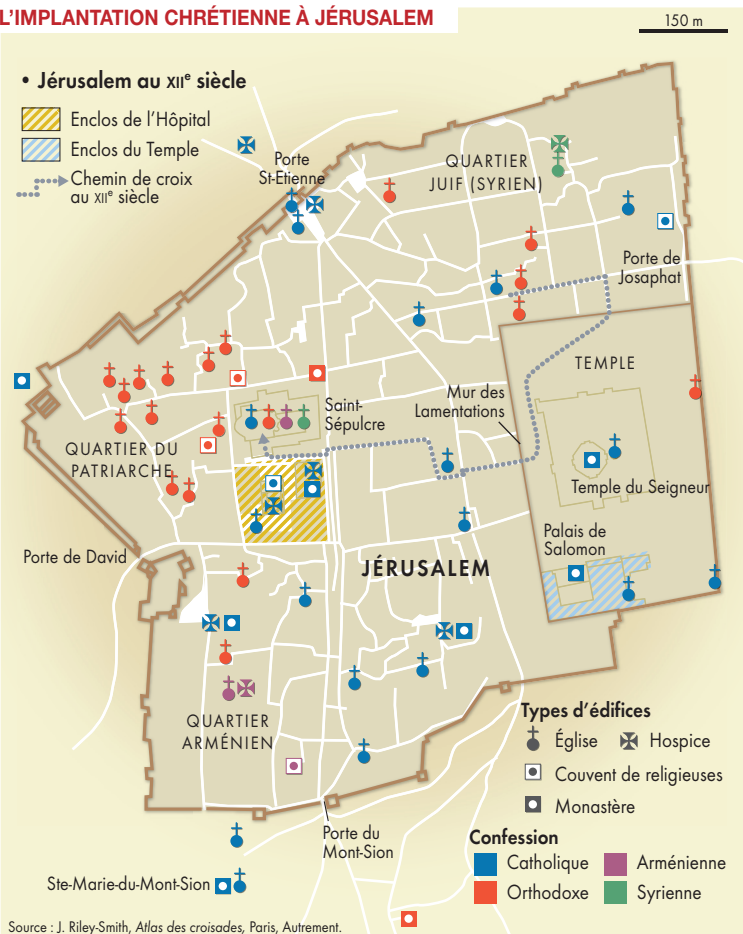 L'IMPLANTATION CHRÉTIENNE À JÉRUSALEM
150 m
• Jérusalem au XIIe siècle
Enclos de l'Hôpital
Enclos du Temple
Chemin de croix
au XIIe siècle
Porte
St-Etienne
QUARTIER
JUIF (SYRIEN)
Porte de
Josaphat
TEMPLE
Mur des
Lamentations
Saint-
Sépulcre
QUARTIER DU
PATRIARCHE
Temple du Seigneur
Palais de
Salomon
Porte de David
JÉRUSALEM
QUARTIER
ARMÉNIEN
Porte du
Mont-Sion
Ste-Marie-du-Mont-Sion
Types d'édifices
Église
Hospice
Couvent de religieuses
Monastère
Confession
Catholique
Arménienne
Orthodoxe
Syrienne
Source : J. Riley-Smith, Atlas des croisades, Paris, Autrement.